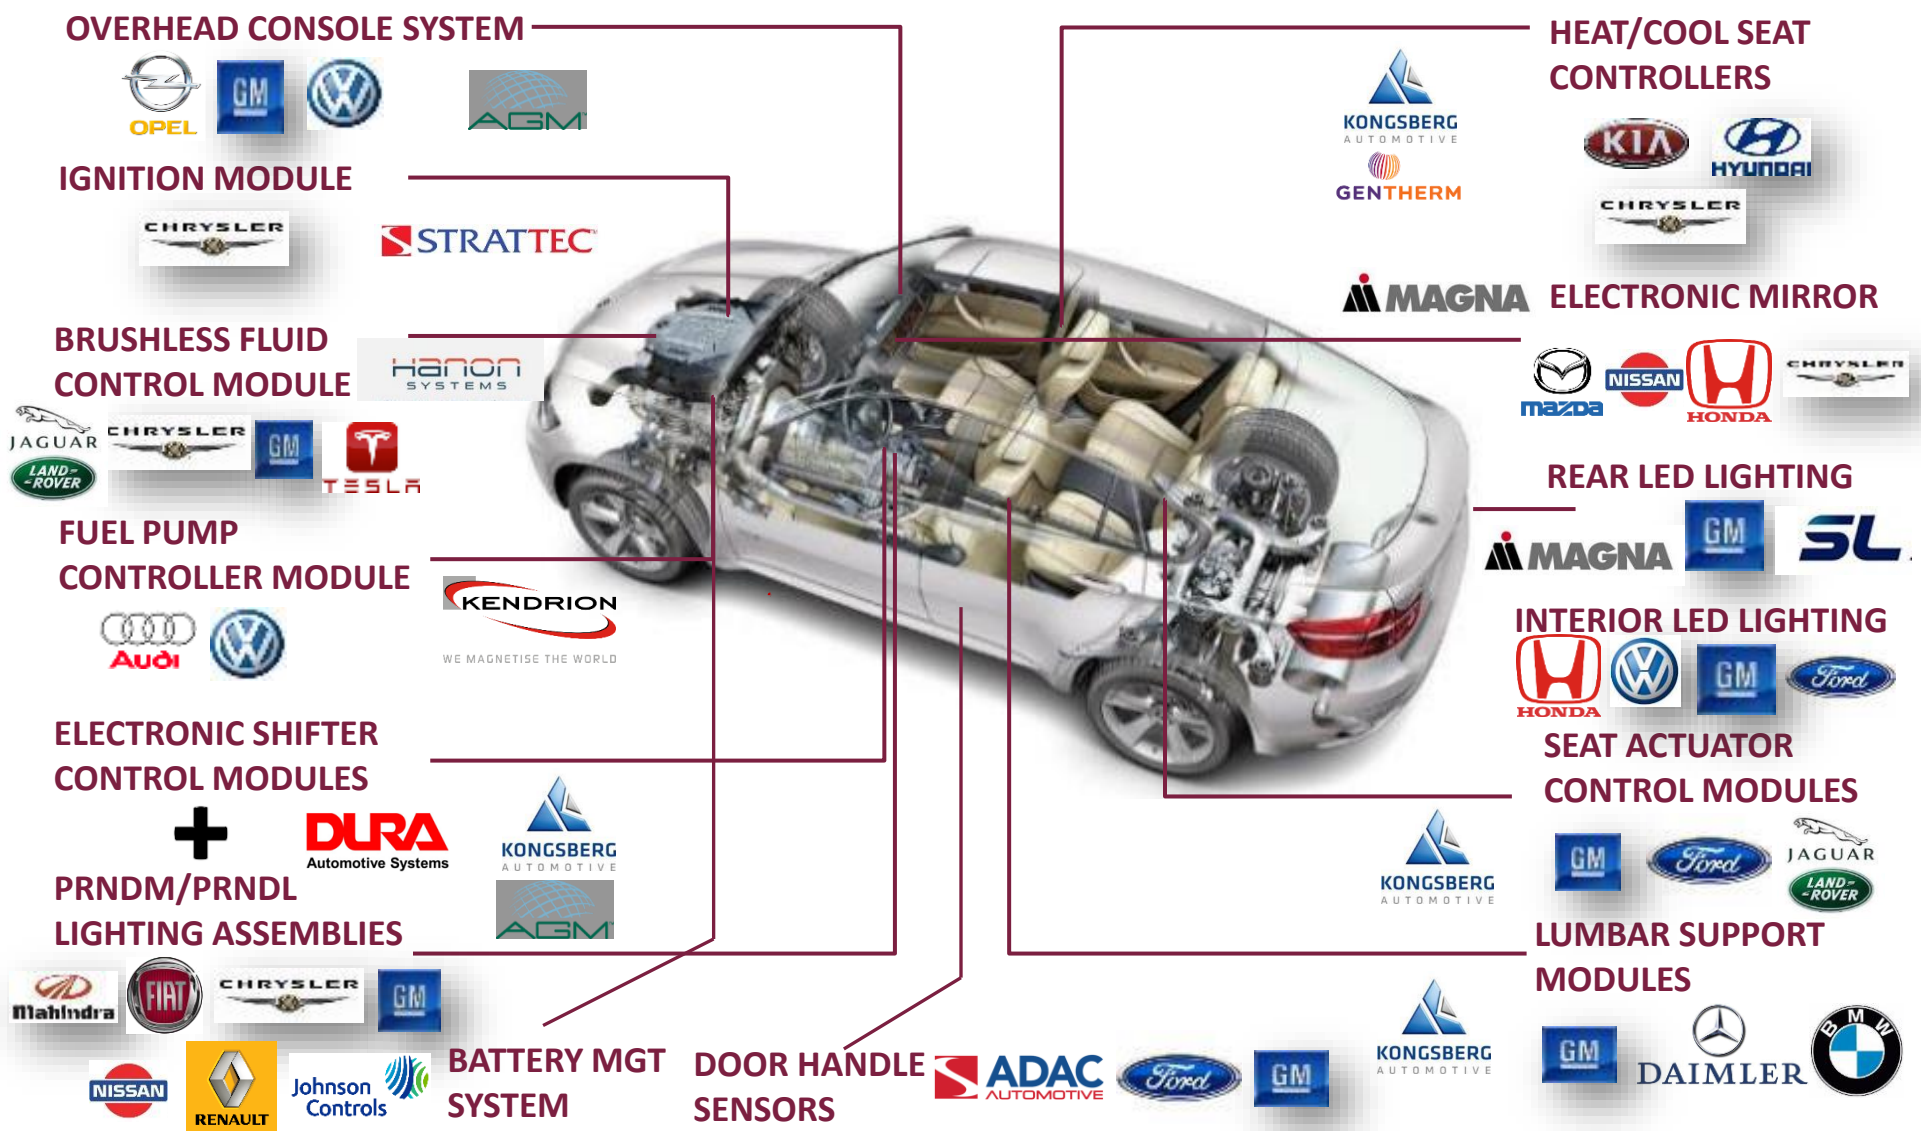 OVERHEAD CONSOLE SYSTEM
OPEL
GM
AGM
IGNITION MODULE
CHRYSLER
STRATTEC
BRUSHLESS FLUID
CONTROL MODULE
Hanon
SYSTEMS
JAGUAR
LAND-
-ROVER
CHRYSLER
GM
TESLA
FUEL PUMP
CONTROLLER MODULE
Audi
KENDRION
WE MAGNETISE THE WORLD
ELECTRONIC SHIFTER
CONTROL MODULES
+
DURA
Automotive Systems
KONGSBERG
AUTOMOTIVE
AGM
PRNDM/PRNDL
LIGHTING ASSEMBLIES
Mahindra
FIAT
CHRYSLER
GM
NISSAN
RENAULT
Johnson
Controls
BATTERY MGT
SYSTEM
DOOR HANDLE
SENSORS
ADAC
AUTOMOTIVE
Ford
GM
HEAT/COOL SEAT
CONTROLLERS
KONGSBERG
AUTOMOTIVE
GENTHERM
KIA
HYUNDAI
CHRYSLER
MAGNA
ELECTRONIC MIRROR
mazda
NISSAN
HONDA
CHRYSLER
REAR LED LIGHTING
MAGNA
GM
SL
INTERIOR LED LIGHTING
HONDA
GM
Ford
SEAT ACTUATOR
CONTROL MODULES
KONGSBERG
AUTOMOTIVE
GM
Ford
JAGUAR
LAND-
-ROVER
LUMBAR SUPPORT
MODULES
KONGSBERG
AUTOMOTIVE
GM
DAIMLER
BMW